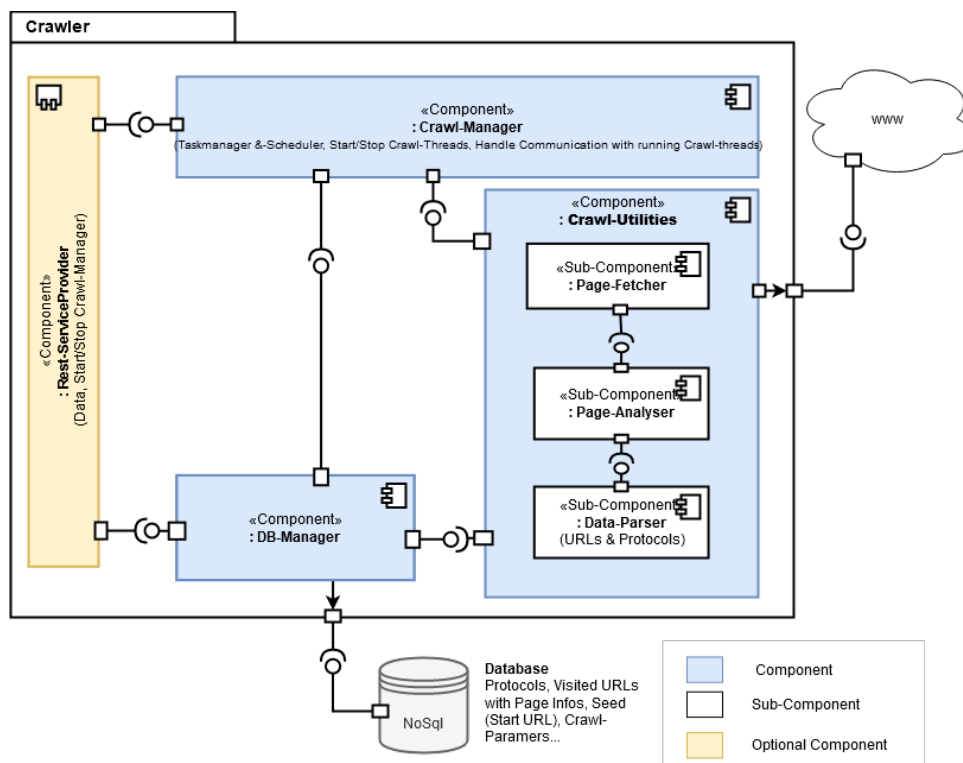 Crawler
«Component»
: Crawl-Manager
(Taskmanager &-Scheduler, Start/Stop Crawl-Threads, Handle Communication with running Crawl-threads)
www
«Component»
: Rest-ServiceProvider
(Data, Start/Stop Crawl-Manager)
«Component»
: Crawl-Utilities
«Sub-Component»
: Page-Fetcher
«Sub-Component»
: Page-Analyser
«Sub-Component»
: Data-Parser
(URLs & Protocols)
«Component»
: DB-Manager
NoSql
Database
Protocols, Visited URLs
with Page Infos, Seed
(Start URL), Crawl-
Paramers...
Component
Sub-Component
Optional Component